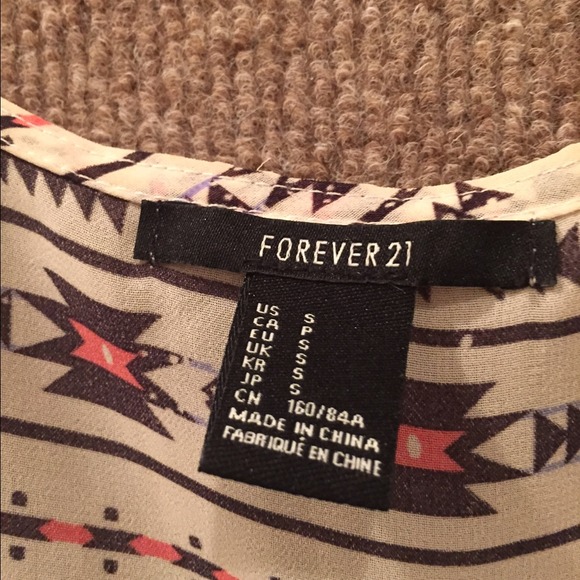 FOREVER 21
US S
CA P
EU S
UK S
KR S
JP S
CN 160/84A
MADE IN CHINA
FABRIQUÉ EN CHINE